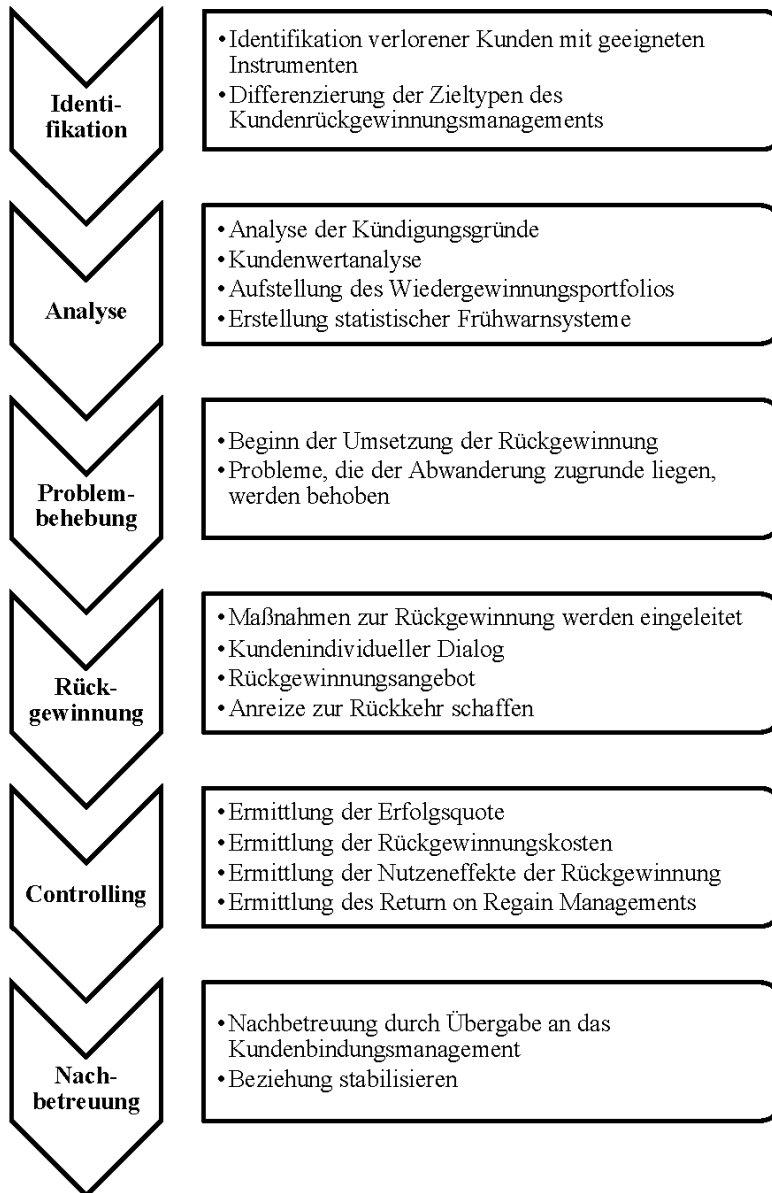 Identi-
fikation
•Identifikation verlorener Kunden mit geeigneten
Instrumenten
•Differenzierung der Zieltypen des
Kundenrückgewinnungsmanagements
Analyse
•Analyse der Kündigungsgründe
•Kundenwertanalyse
•Aufstellung des Wiedergewinnungsportfolios
•Erstellung statistischer Frühwarnsysteme
Problem-
behebung
•Beginn der Umsetzung der Rückgewinnung
•Probleme, die der Abwanderung zugrunde liegen,
werden behoben
Rück-
gewinnung
•Maßnahmen zur Rückgewinnung werden eingeleitet
•Kundenindividueller Dialog
•Rückgewinnungsangebot
•Anreize zur Rückkehr schaffen
Controlling
•Ermittlung der Erfolgsquote
•Ermittlung der Rückgewinnungskosten
•Ermittlung der Nutzeneffekte der Rückgewinnung
•Ermittlung des Return on Regain Managements
Nach-
betreuung
•Nachbetreuung durch Übergabe an das
Kundenbindungsmanagement
•Beziehung stabilisieren